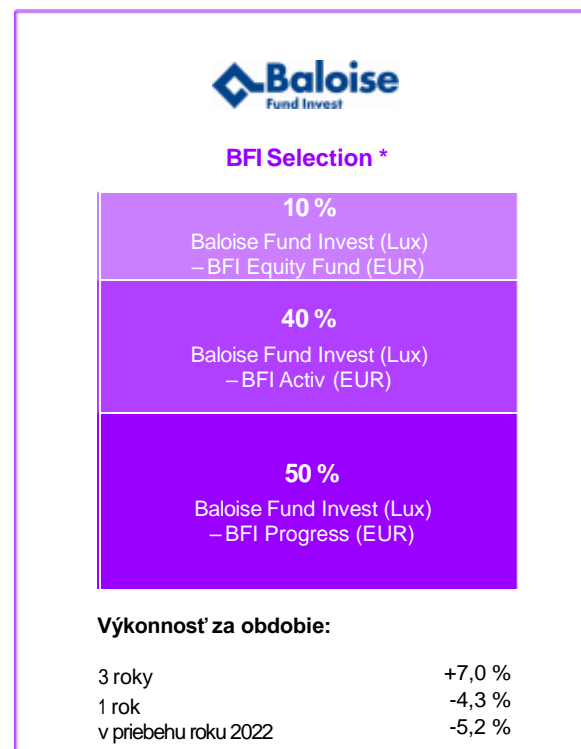 Baloise
Fund Invest
BFI Selection *
10 %
Baloise Fund Invest (Lux)
– BFI Equity Fund (EUR)
40 %
Baloise Fund Invest (Lux)
– BFI Activ (EUR)
50 %
Baloise Fund Invest (Lux)
– BFI Progress (EUR)
Výkonnosť za obdobie:
3 roky +7,0 %
1 rok -4,3 %
v priebehu roku 2022 -5,2 %